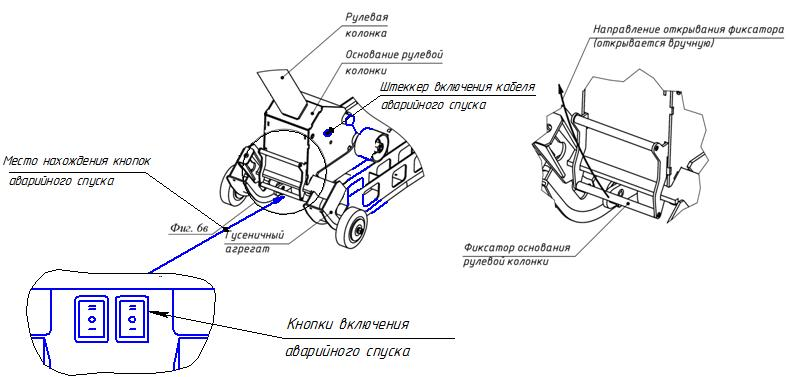 Рулевая
колонка
Основание рулевой
колонки
Штеккер включения кабеля
аварийного спуска
Место нахождения кнопок
аварийного спуска
Фиг. 6в
Гусеничный
агрегат
Кнопки включения
аварийного спуска
Направление открывания фиксатора
(открывается вручную)
Фиксатор основания
рулевой колонки